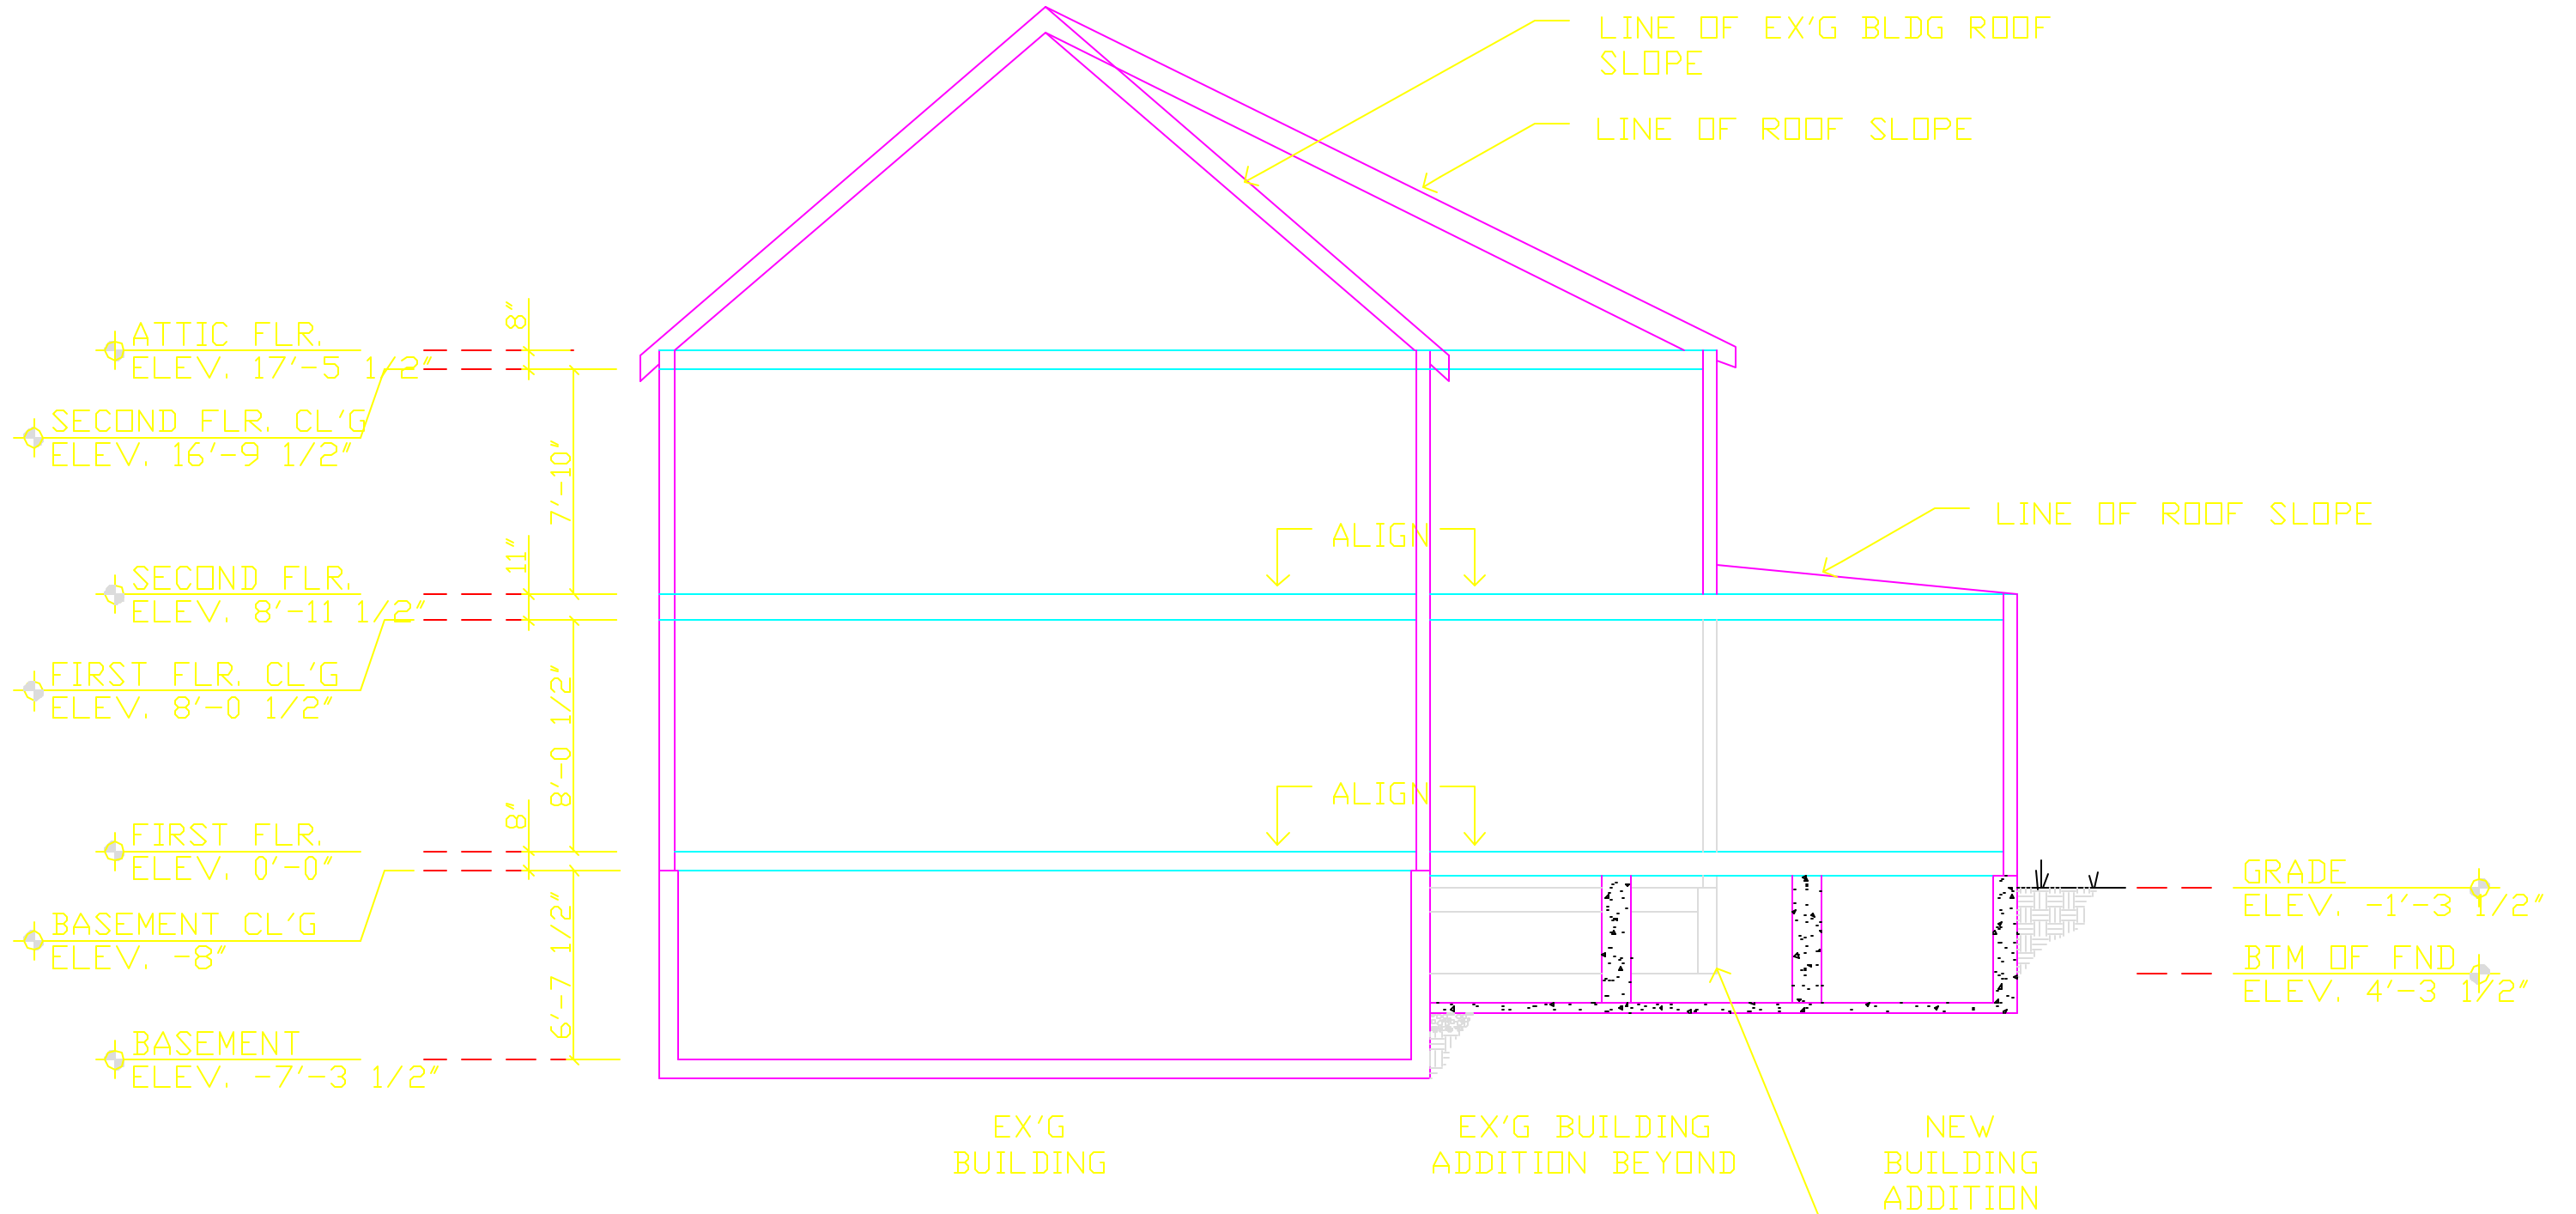 LINE OF EX'G BLDG ROOF
SLOPE
LINE OF ROOF SLOPE
8"
ATTIC FLR.
ELEV. 17'-5 1/2"
SECOND FLR. CL'G
ELEV. 16'-9 1/2"
7'-10"
LINE OF ROOF SLOPE
ALIGN
11"
SECOND FLR.
ELEV. 8'-11 1/2"
FIRST FLR. CL'G
ELEV. 8'-0 1/2"
8'-0 1/2"
ALIGN
8"
FIRST FLR.
ELEV. 0'-0"
BASEMENT CL'G
ELEV. -8"
6'-7 1/2"
GRADE
ELEV. -1'-3 1/2"
BTM OF FND
ELEV. 4'-3 1/2"
BASEMENT
ELEV. -7'-3 1/2"
EX'G
BUILDING
EX'G BUILDING
ADDITION BEYOND
NEW
BUILDING
ADDITION